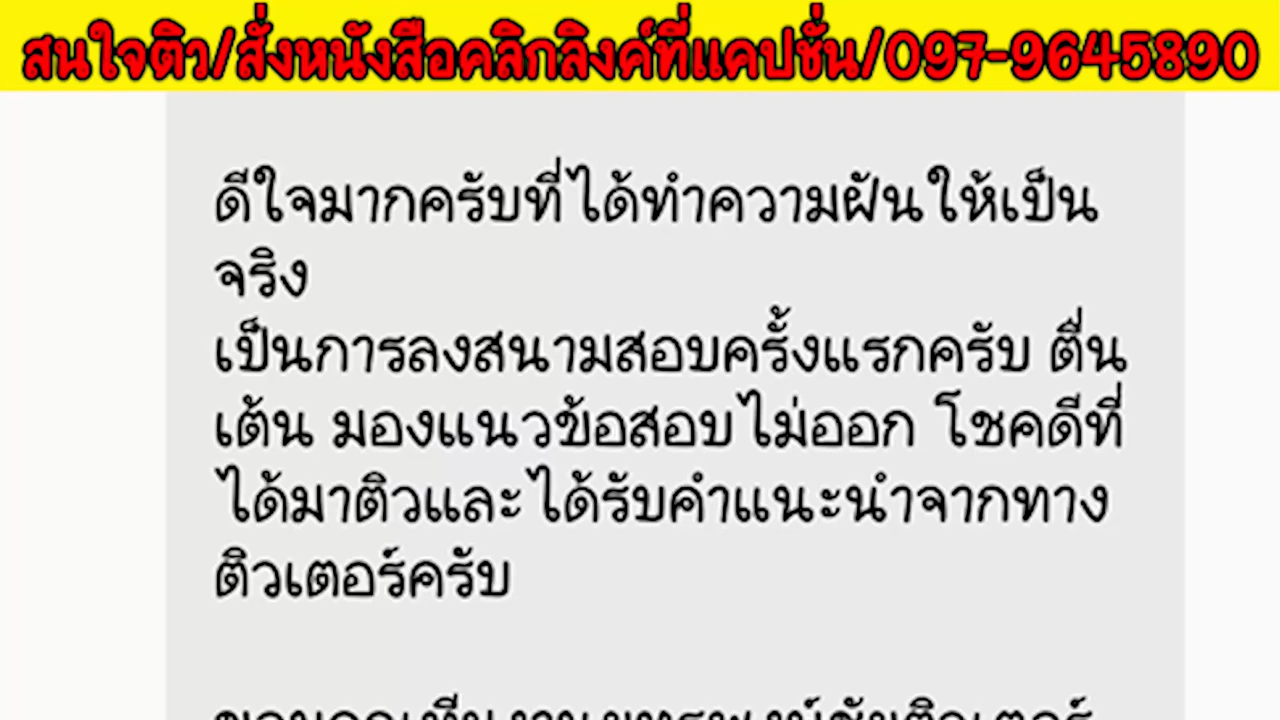 สนใจติว/สั่งหนังสือคลิกลิงค์ที่แคปชั่น/097-9645890
ดีใจมากครับที่ได้ทำความฝันให้เป็น
จริง
เป็นการลงสนามสอบครั้งแรกครับ ตื่น
เต้น มองแนวข้อสอบไม่ออก โชคดีที่
ได้มาติวและได้รับคำแนะนำจากทาง
ติวเตอร์ครับ